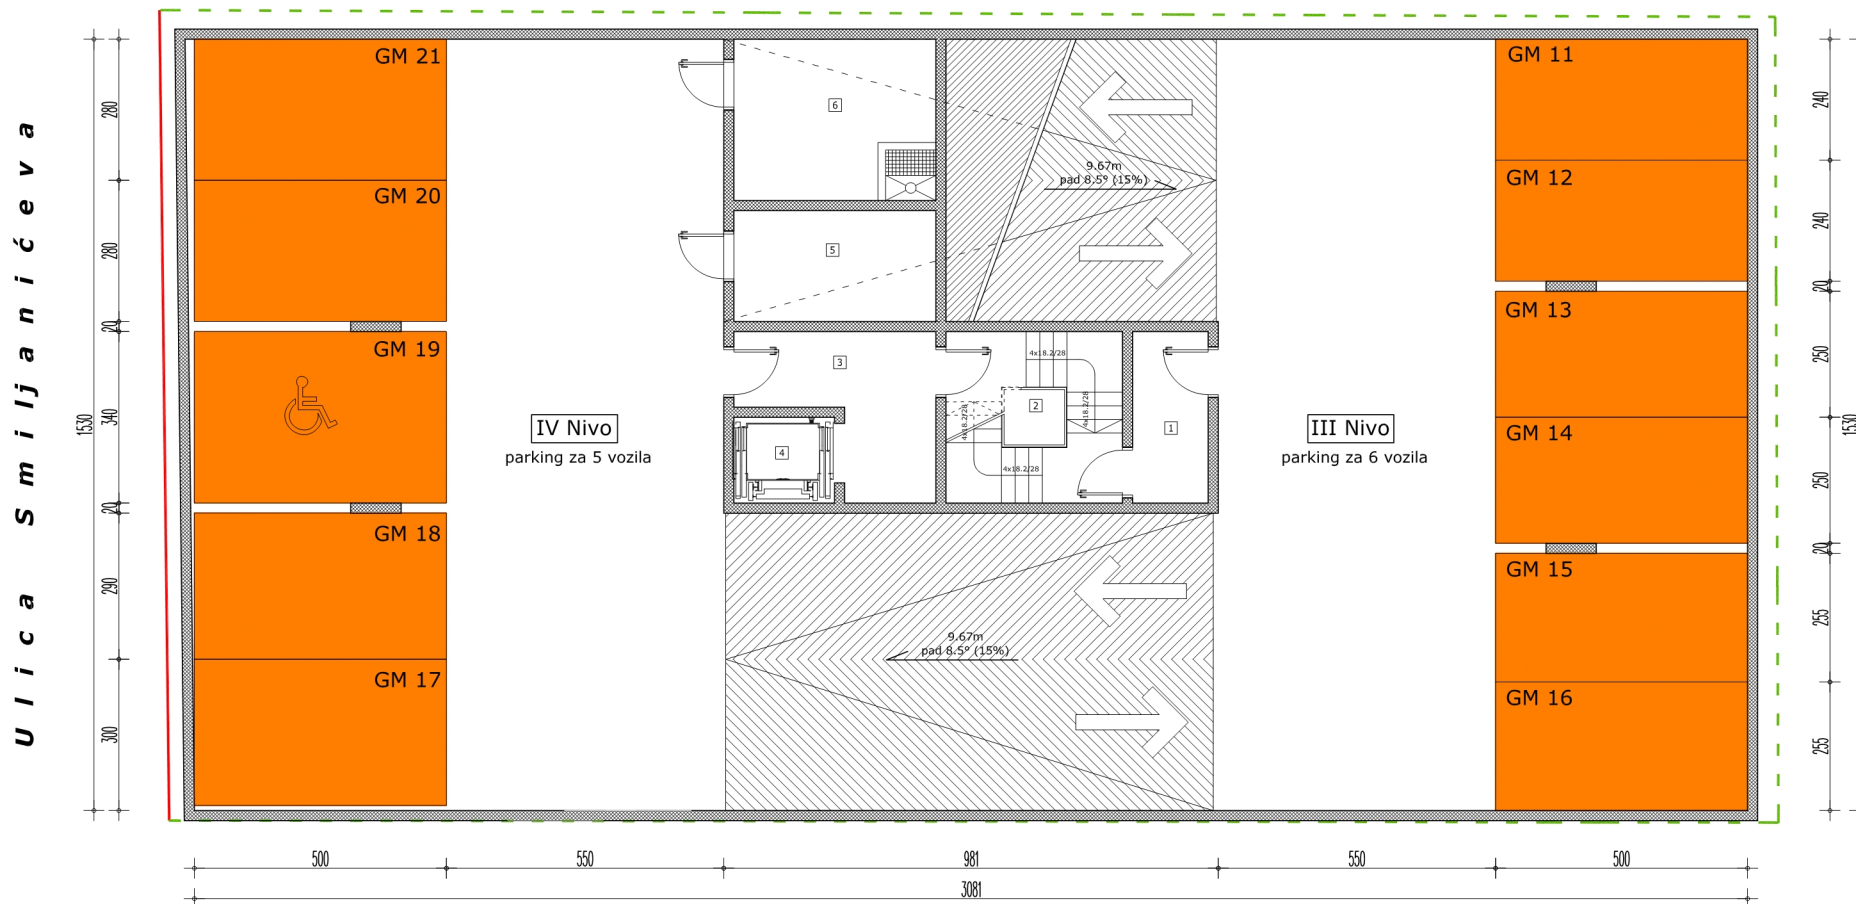 Ulica Smiljanićeva
1530
280
280
20
340
20
290
300
GM 21
GM 20
GM 19
GM 18
GM 17
IV Nivo
parking za 5 vozila
6
5
3
4
2
1
4x18.2/28
4x18.2/28
4x18.2/28
4x18.2/28
9.67m
pad 8.5° (15%)
9.67m
pad 8.5° (15%)
III Nivo
parking za 6 vozila
GM 11
GM 12
GM 13
GM 14
GM 15
GM 16
240
240
20
250
250
20
255
255
1530
500
550
981
550
500
3081